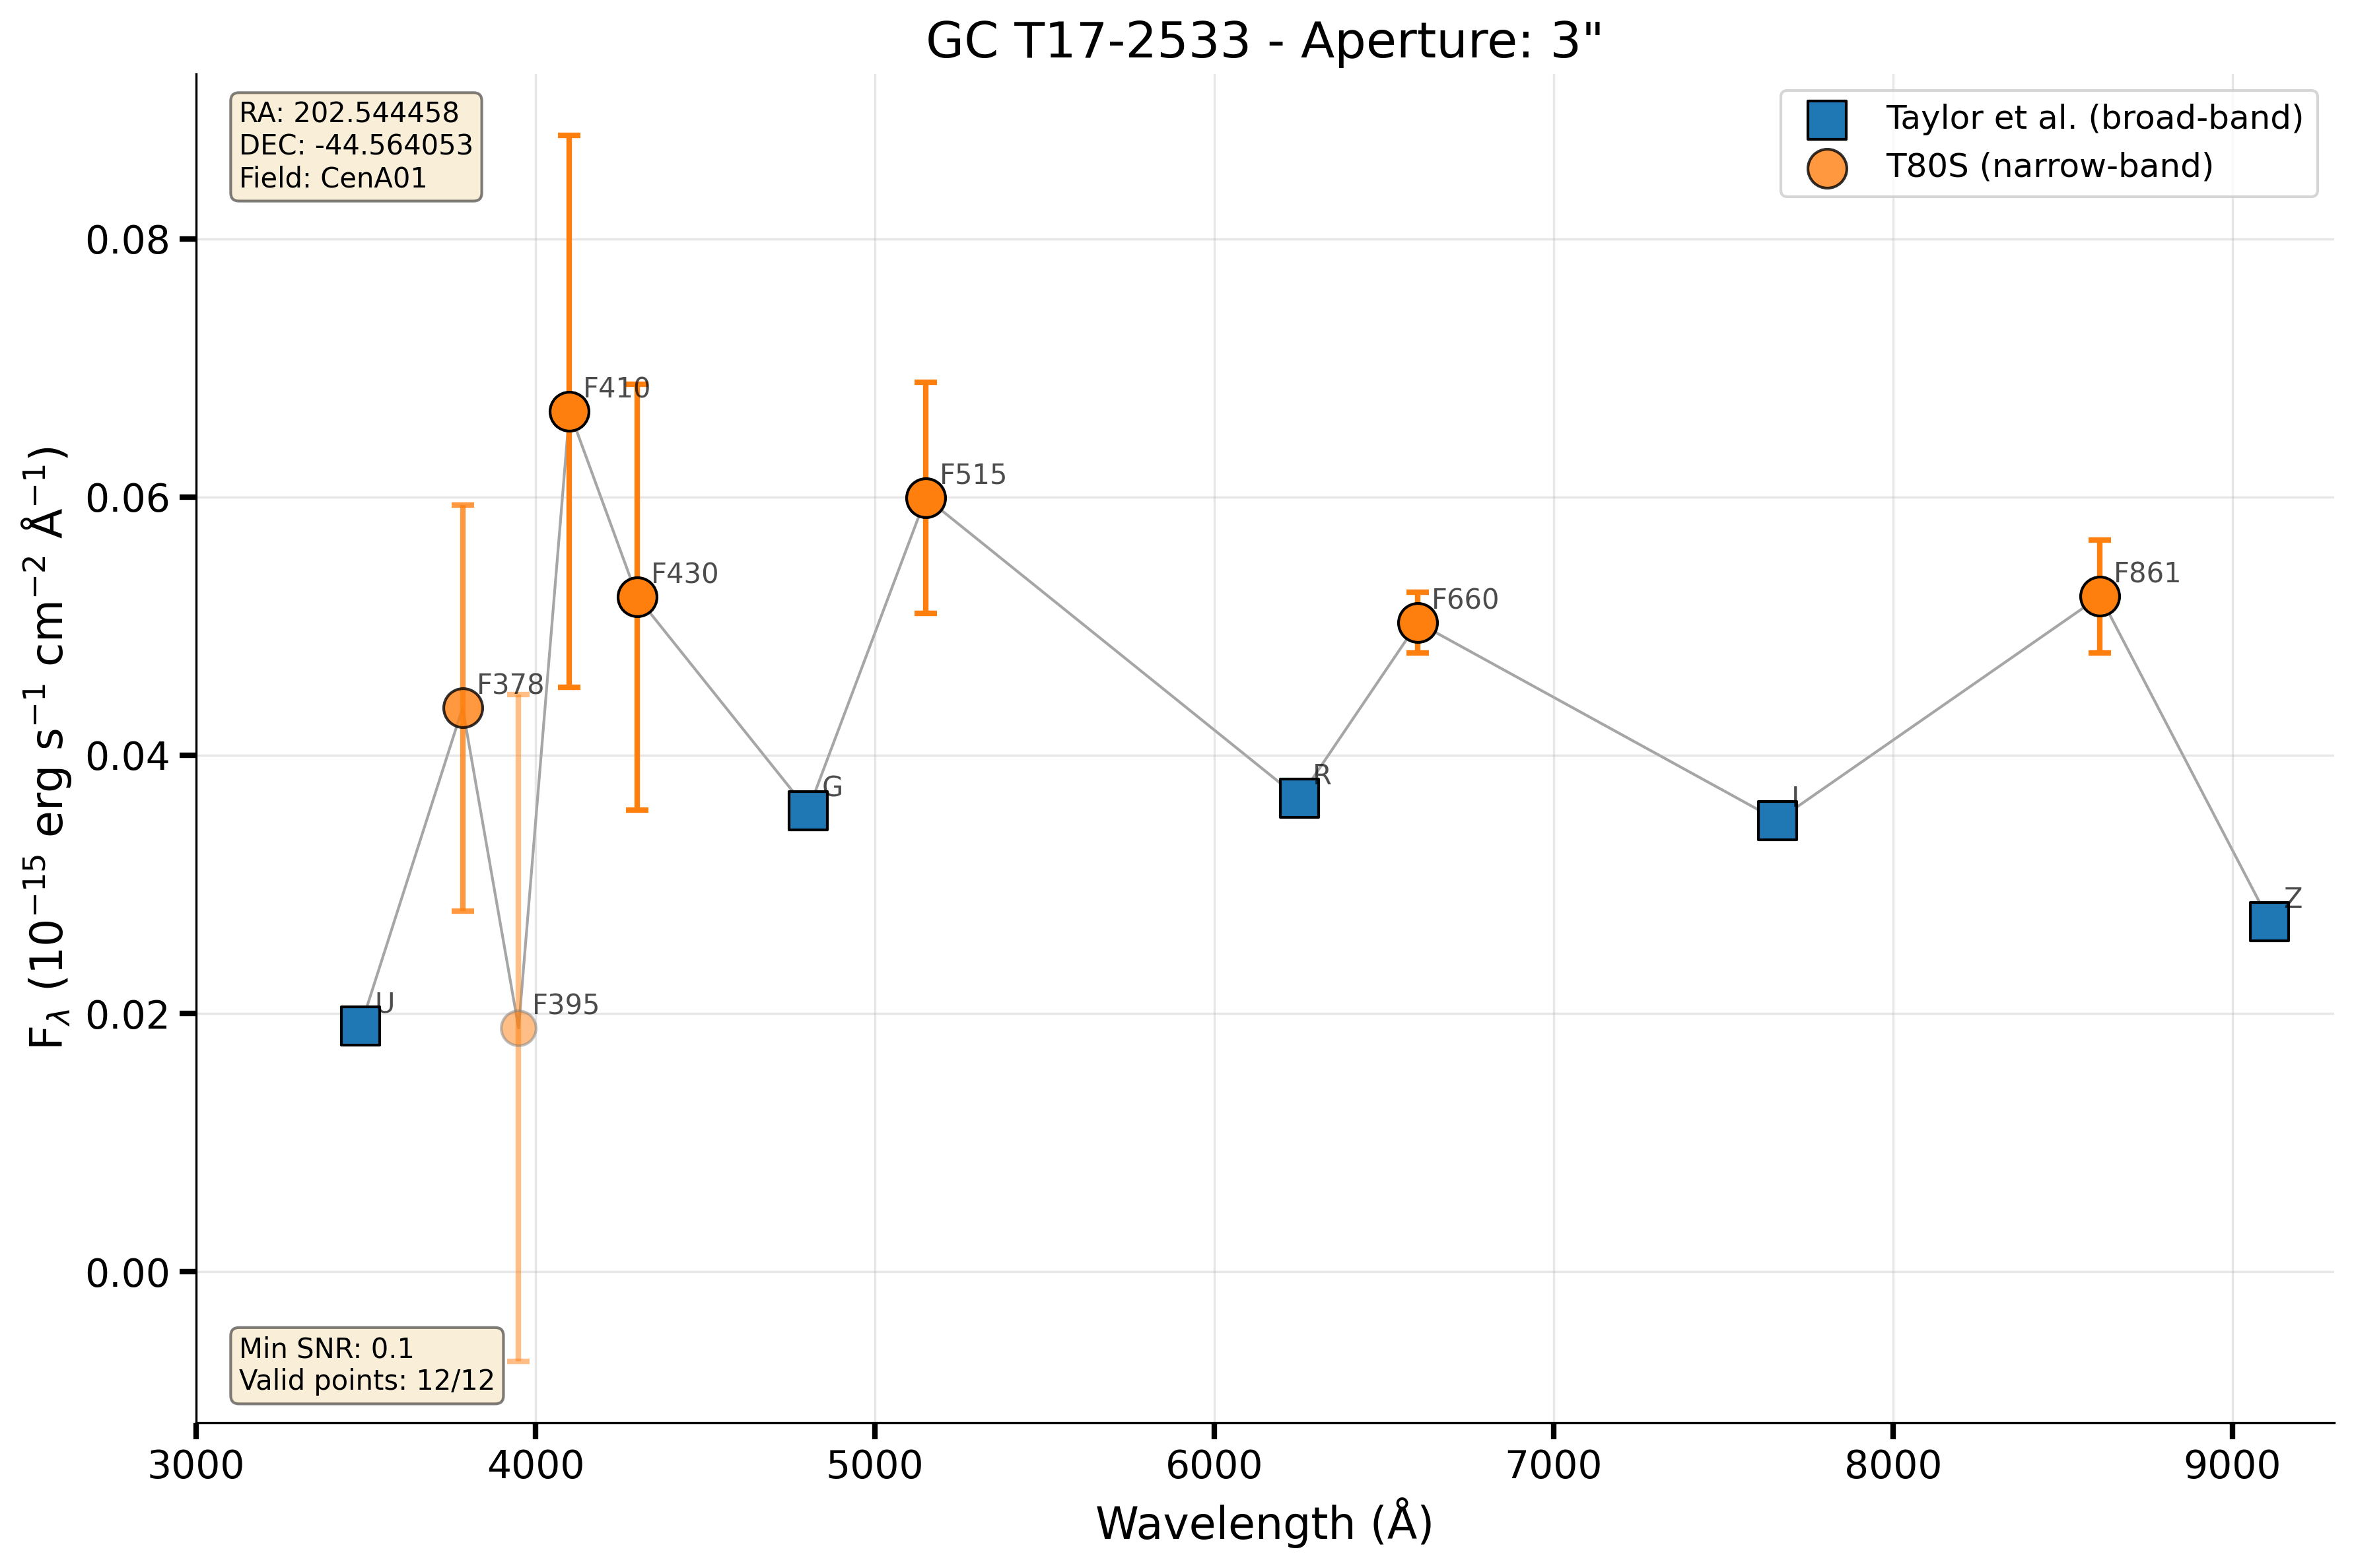 GC T17-2533 - Aperture: 3"
RA: 202.544458
DEC: -44.564053
Field: CenA01
Taylor et al. (broad-band)
T80S (narrow-band)
F410
F515
F430
F660
F861
F378
G
R
I
Z
U
F395
Min SNR: 0.1
Valid points: 12/12
0.08
0.06
0.04
0.02
0.00
F_λ (10⁻¹⁵ erg s⁻¹ cm⁻² Å⁻¹)
3000 4000 5000 6000 7000 8000 9000
Wavelength (Å)